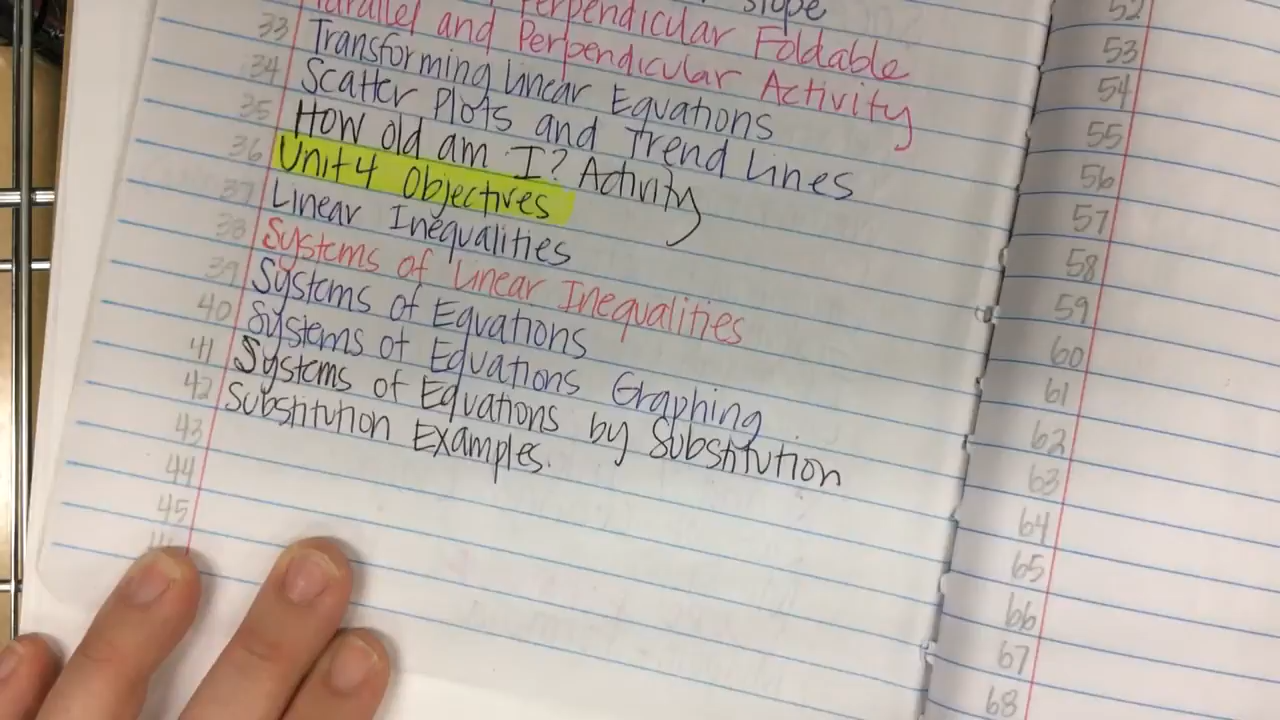 slope
Perpendicular Foldable
Parallel and Perpendicular Activity
33 Transforming Linear Equations
34 Scatter Plots and Trend Lines
35 How old am I? Activity
36 Unit 4 Objectives
37 Linear Inequalities
38 Systems of Linear Inequalities
39 Systems of Equations
40 Systems of Equations Graphing
41 Systems of Equations by Substitution
42 Substitution Examples.
43
44
45
52
53
54
55
56
57
58
59
60
61
62
63
64
65
66
67
68